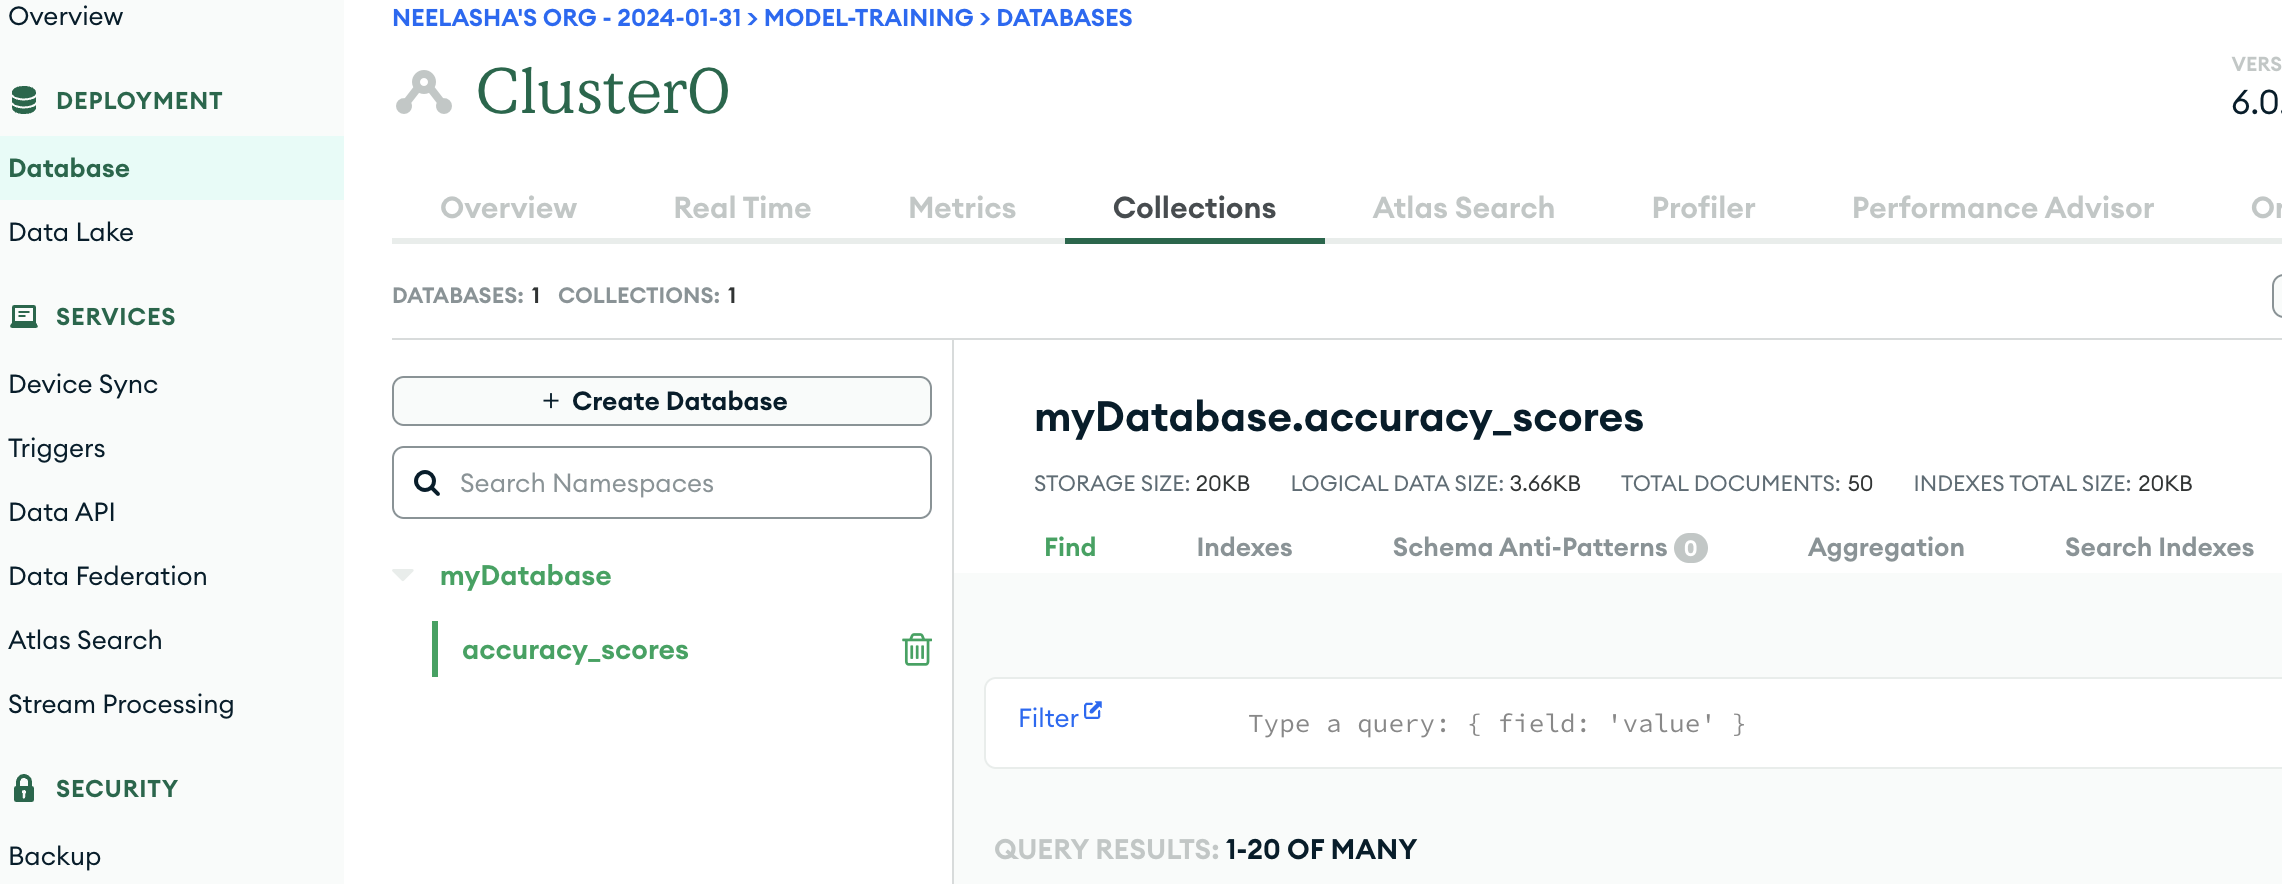 Overview
DEPLOYMENT
Database
Data Lake
SERVICES
Device Sync
Triggers
Data API
Data Federation
Atlas Search
Stream Processing
SECURITY
Backup
NEELASHA'S ORG - 2024-01-31 > MODEL-TRAINING > DATABASES
Cluster0
VERS
6.0.
Overview Real Time Metrics Collections Atlas Search Profiler Performance Advisor
DATABASES: 1 COLLECTIONS: 1
+ Create Database
Search Namespaces
myDatabase
accuracy_scores
myDatabase.accuracy_scores
STORAGE SIZE: 20KB LOGICAL DATA SIZE: 3.66KB TOTAL DOCUMENTS: 50 INDEXES TOTAL SIZE: 20KB
Find Indexes Schema Anti-Patterns 0 Aggregation Search Indexes
Filter Type a query: { field: 'value' }
QUERY RESULTS: 1-20 OF MANY